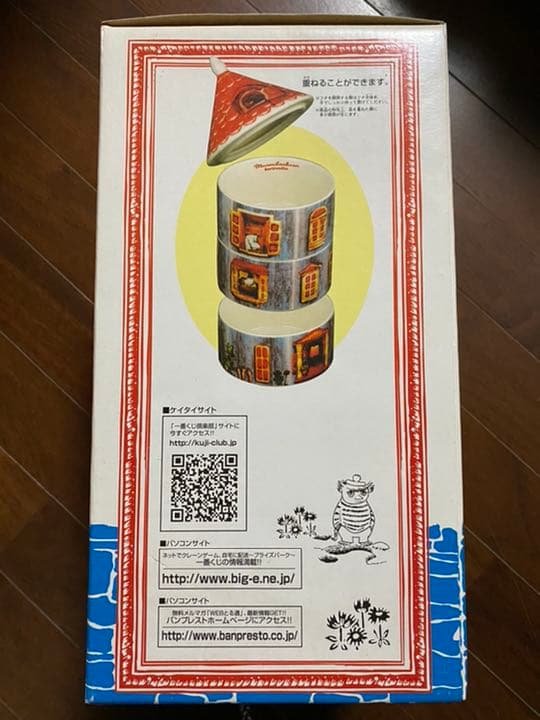 重ねることができます。
Moominhouse
■ケイタイサイト
「一番くじ倶楽部」サイトに
今すぐアクセス!!
http://kuji-club.jp
■パソコンサイト
ネットでクレーンゲーム、自宅に配送〜プライズパーク〜
一番くじの情報満載!!
http://www.big-e.ne.jp/
■パソコンサイト
無料メルマガ「WEBとる通」、最新情報GET!!
バンプレストホームページにアクセス!!
http://www.banpresto.co.jp/